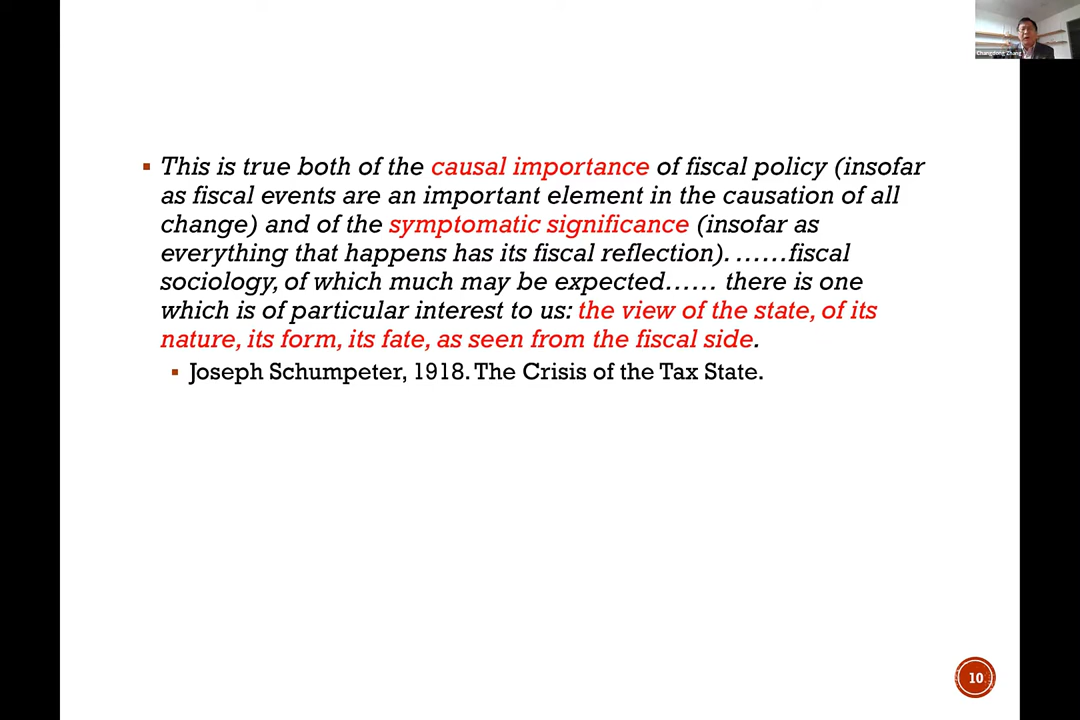 Changdong Zhang
This is true both of the causal importance of fiscal policy (insofar
as fiscal events are an important element in the causation of all
change) and of the symptomatic significance (insofar as
everything that happens has its fiscal reflection). ……fiscal
sociology, of which much may be expected…… there is one
which is of particular interest to us: the view of the state, of its
nature, its form, its fate, as seen from the fiscal side.
Joseph Schumpeter, 1918. The Crisis of the Tax State.
10